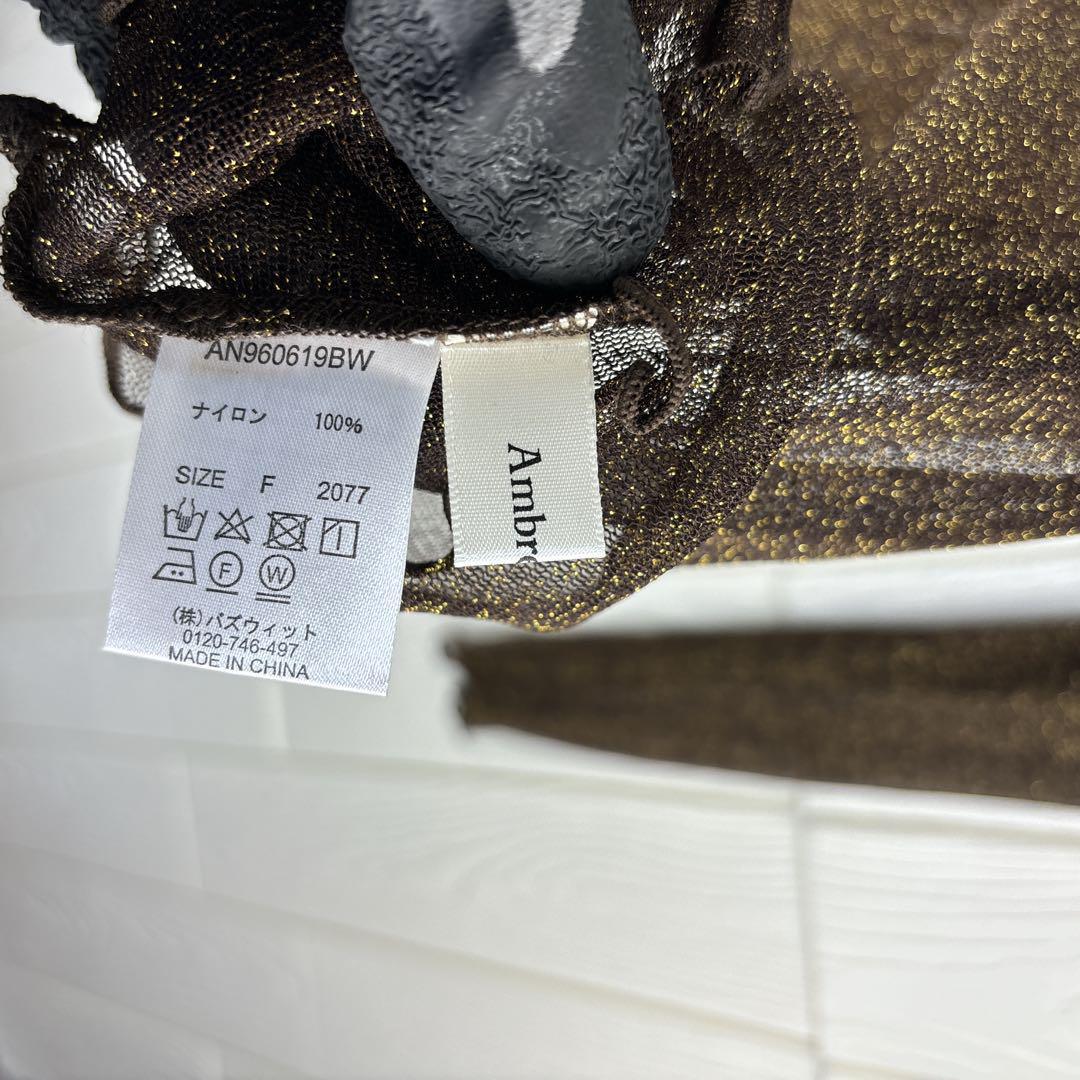 AN960619BW
ナイロン 100%
SIZE F 2077
F W
(株)バズウィット
0120-746-497
MADE IN CHINA
Ambr